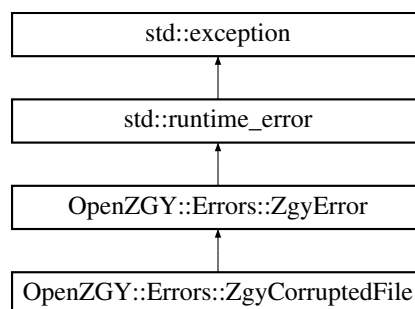 std::exception
std::runtime_error
OpenZGY::Errors::ZgyError
OpenZGY::Errors::ZgyCorruptedFile